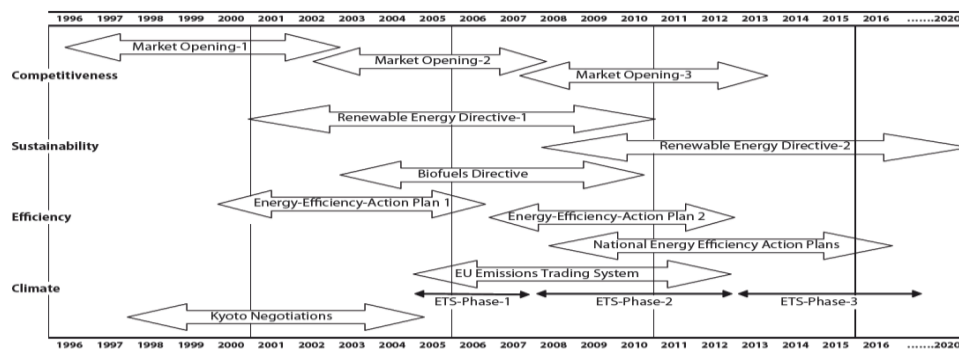 1996 1997 1998 1999 2000 2001 2002 2003 2004 2005 2006 2007 2008 2009 2010 2011 2012 2013 2014 2015 2016 .......2020
Market Opening-1
Market Opening-2
Competitiveness
Market Opening-3
Renewable Energy Directive-1
Sustainability
Renewable Energy Directive-2
Biofuels Directive
Energy-Efficiency-Action Plan 1
Efficiency
Energy-Efficiency-Action Plan 2
National Energy Efficiency Action Plans
EU Emissions Trading System
Climate
ETS-Phase-1 ETS-Phase-2 ETS-Phase-3
Kyoto Negotiations
1996 1997 1998 1999 2000 2001 2002 2003 2004 2005 2006 2007 2008 2009 2010 2011 2012 2013 2014 2015 2016 .......2020